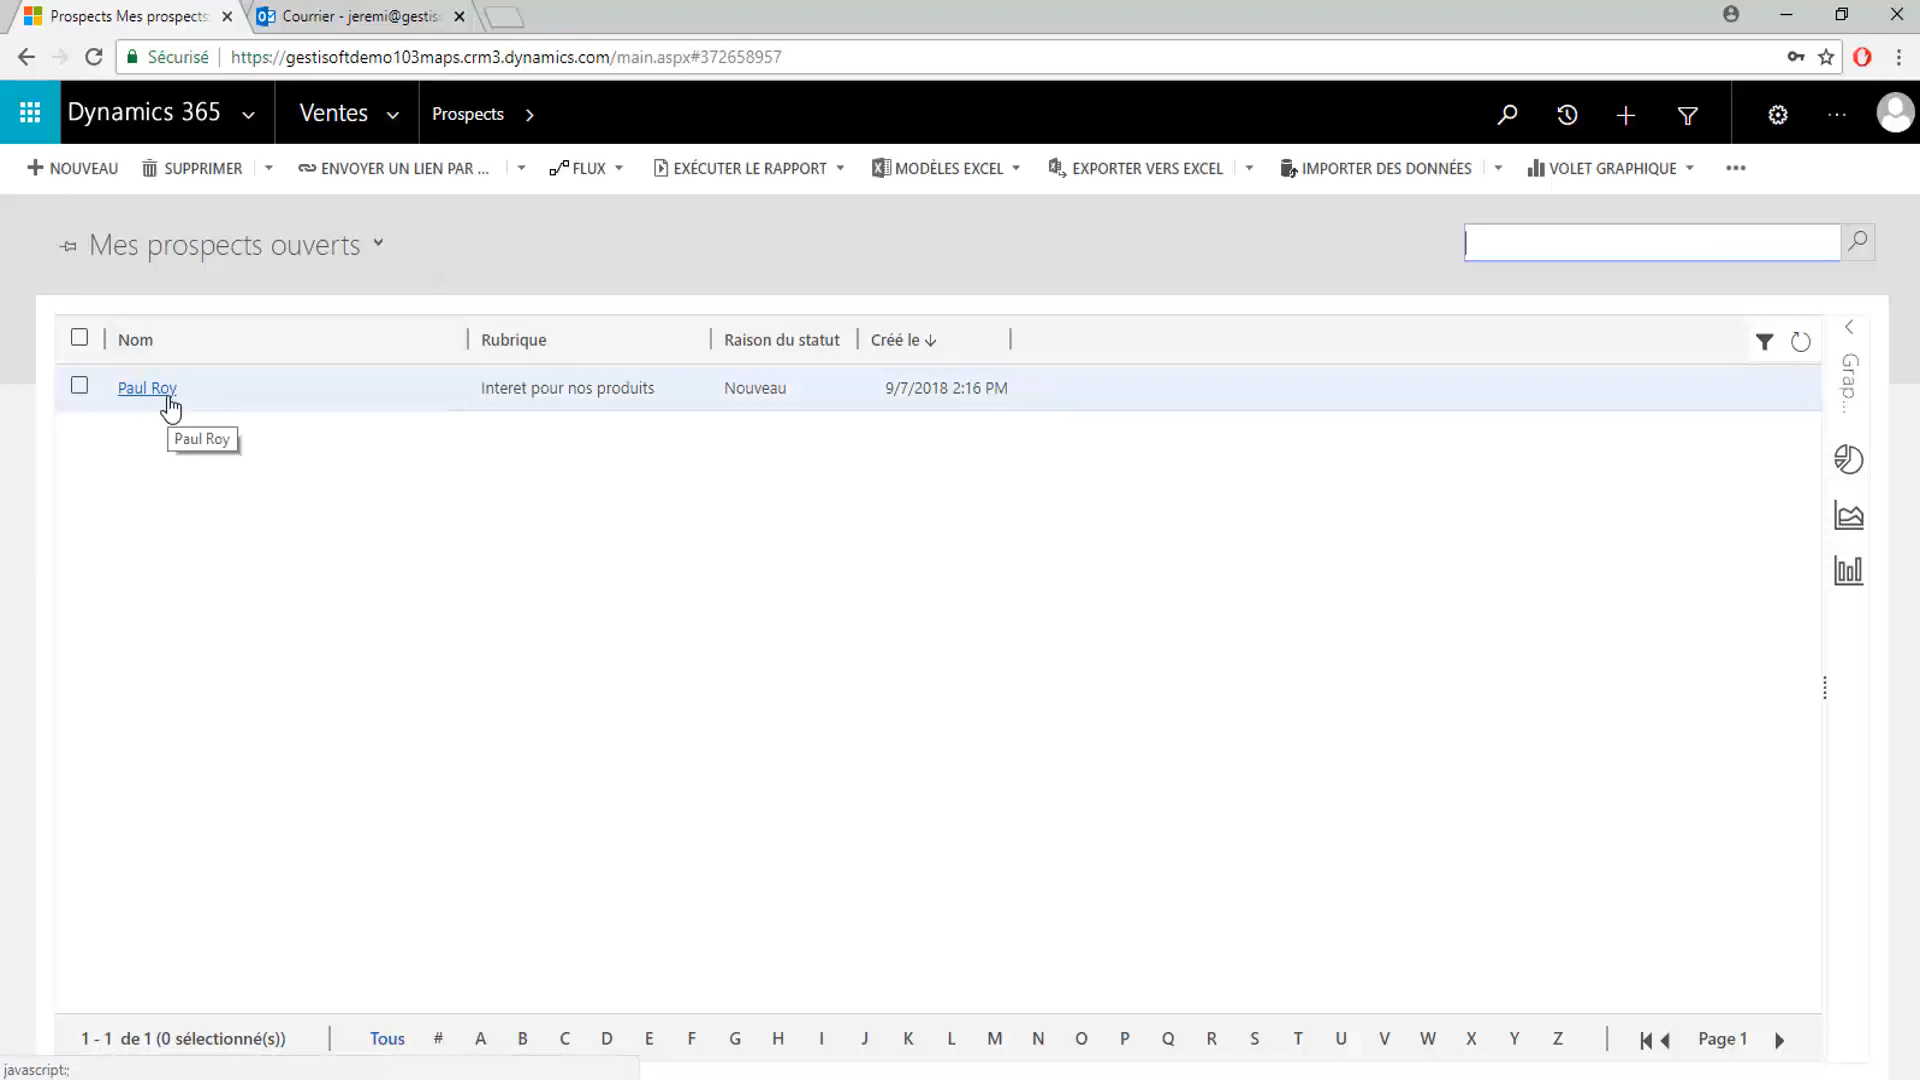 Prospects Mes prospects
Courrier - jeremi@gestis
Sécurisé
https://gestisoftdemo103maps.crm3.dynamics.com/main.aspx#372658957
Dynamics 365
Ventes
Prospects
NOUVEAU
SUPPRIMER
ENVOYER UN LIEN PAR ...
FLUX
EXÉCUTER LE RAPPORT
MODÈLES EXCEL
EXPORTER VERS EXCEL
IMPORTER DES DONNÉES
VOLET GRAPHIQUE
Mes prospects ouverts
Nom
Rubrique
Raison du statut
Créé le
Paul Roy
Interet pour nos produits
Nouveau
9/7/2018 2:16 PM
Paul Roy
Grap...
1 - 1 de 1 (0 sélectionné(s))
Tous # A B C D E F G H I J K L M N O P Q R S T U V W X Y Z
Page 1
javascript:;